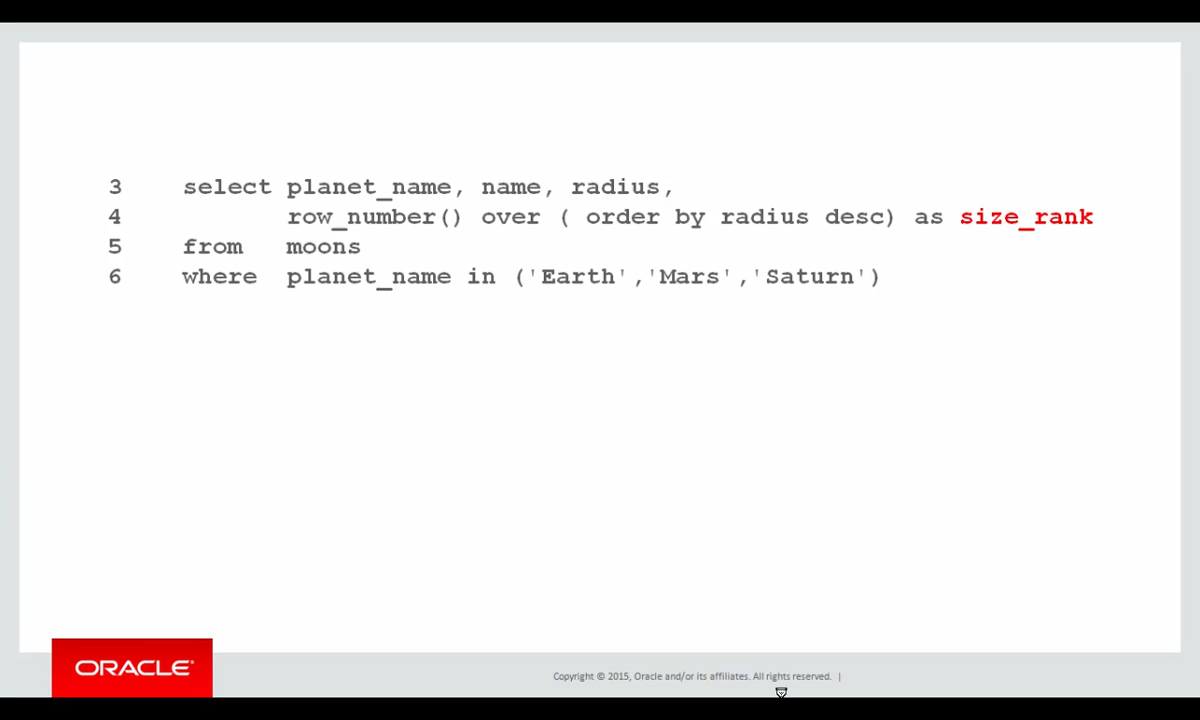 3    select planet_name, name, radius,
4           row_number() over ( order by radius desc) as size_rank
5    from   moons
6    where  planet_name in ('Earth','Mars','Saturn')
ORACLE
Copyright © 2015, Oracle and/or its affiliates. All rights reserved. |